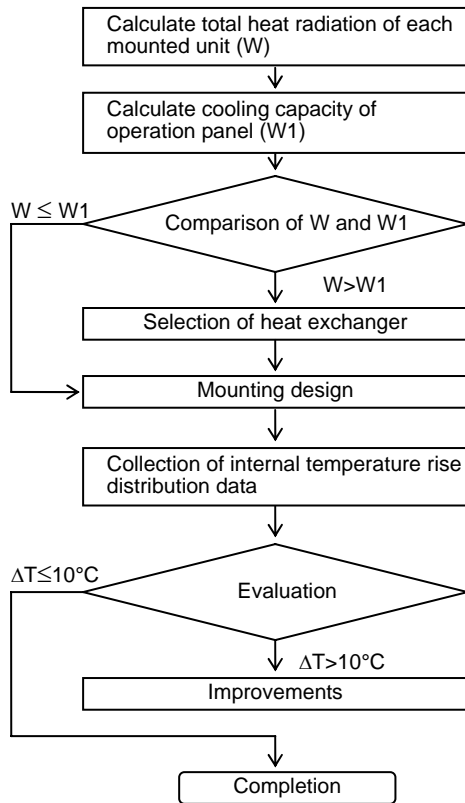 Calculate total heat radiation of each
mounted unit (W)
Calculate cooling capacity of
operation panel (W1)
W ≤ W1
Comparison of W and W1
W>W1
Selection of heat exchanger
Mounting design
Collection of internal temperature rise
distribution data
ΔT≤10°C
Evaluation
ΔT>10°C
Improvements
Completion